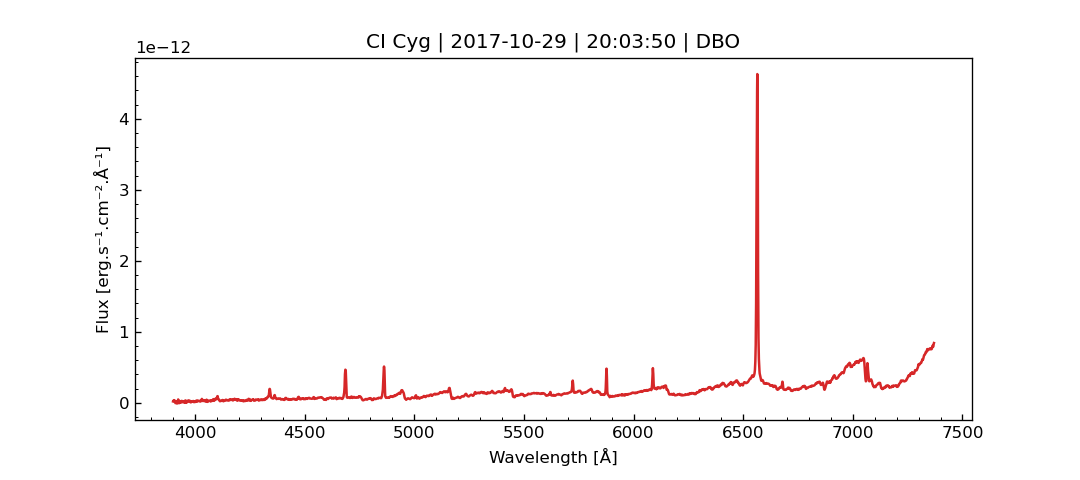 CI Cyg | 2017-10-29 | 20:03:50 | DBO
1e−12
4
3
2
1
0
Flux [erg.s⁻¹.cm⁻².Å⁻¹]
4000 4500 5000 5500 6000 6500 7000 7500
Wavelength [Å]